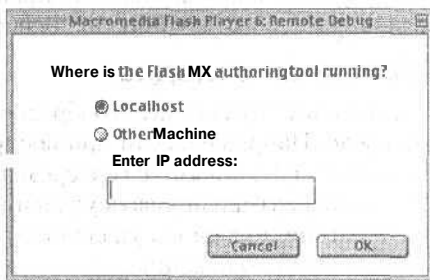 Macromedia Flash Player 6: Remote Debug
Where is the Flash MX authoring tool running?
Localhost
Other Machine
Enter IP address:
Cancel
OK